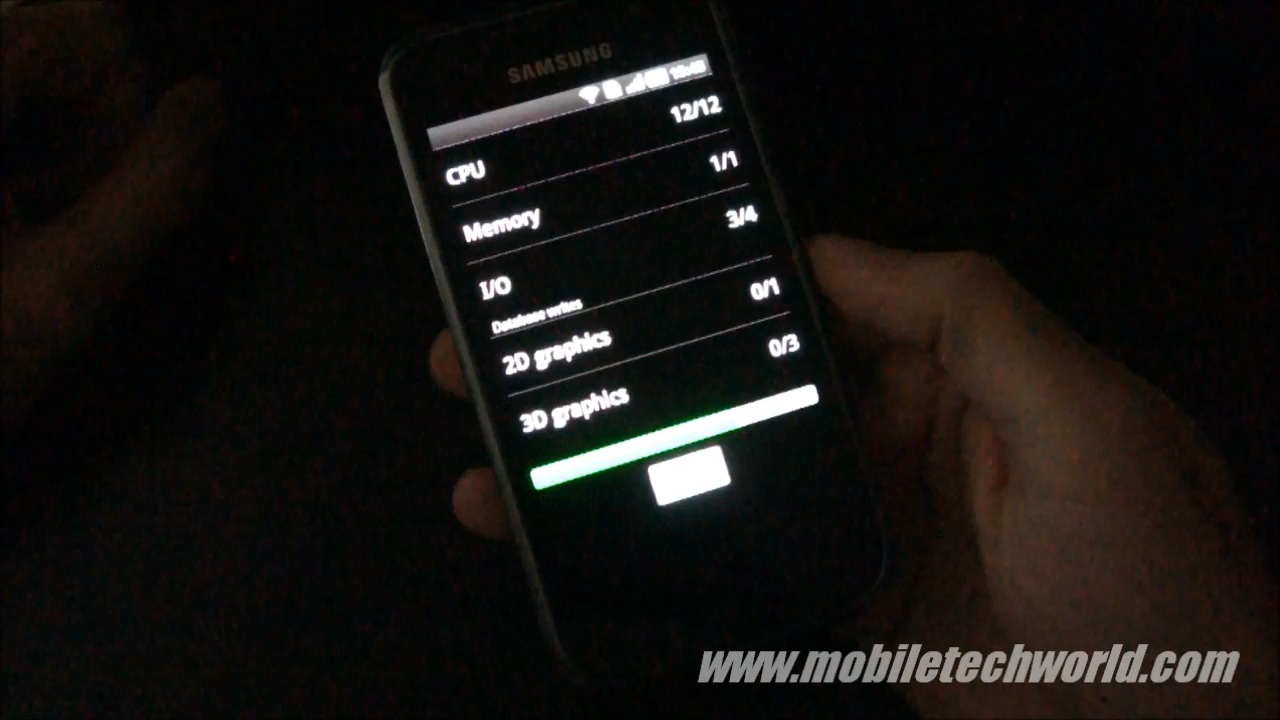 SAMSUNG
12/12
CPU
1/1
Memory
3/4
I/O
Database writes
0/1
2D graphics
0/3
3D graphics
www.mobiletechworld.com